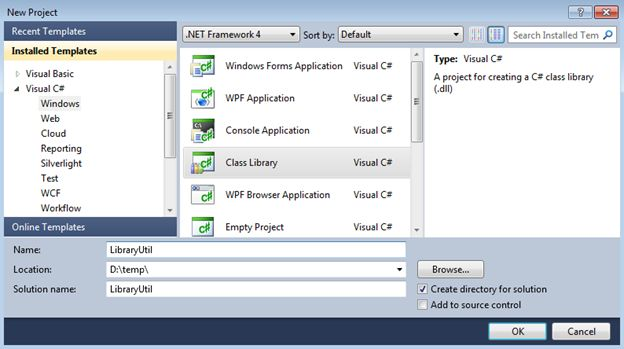 New Project
Recent Templates
Installed Templates
Visual Basic
Visual C#
Windows
Web
Cloud
Reporting
Silverlight
Test
WCF
Workflow
Online Templates
.NET Framework 4 Sort by: Default Search Installed Tem
Windows Forms Application Visual C#
WPF Application Visual C#
Console Application Visual C#
Class Library Visual C#
WPF Browser Application Visual C#
Empty Project Visual C#
Type: Visual C#
A project for creating a C# class library
(.dll)
Name: LibraryUtil
Location: D:\temp\ Browse...
Solution name: LibraryUtil
Create directory for solution
Add to source control
OK Cancel